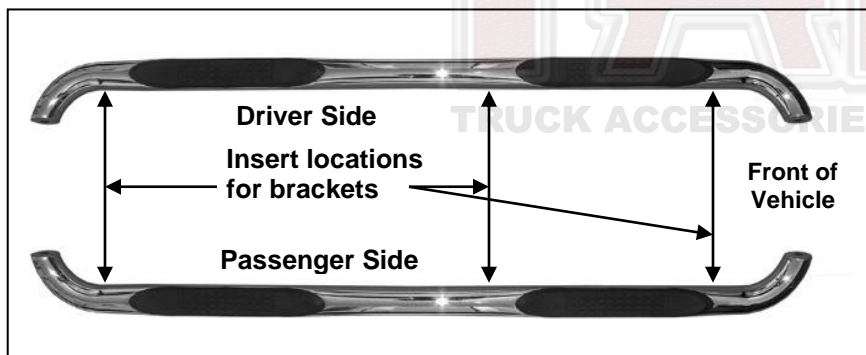 Driver Side
TRUCK ACCESSORIE
Insert locations
for brackets
Front of
Vehicle
Passenger Side